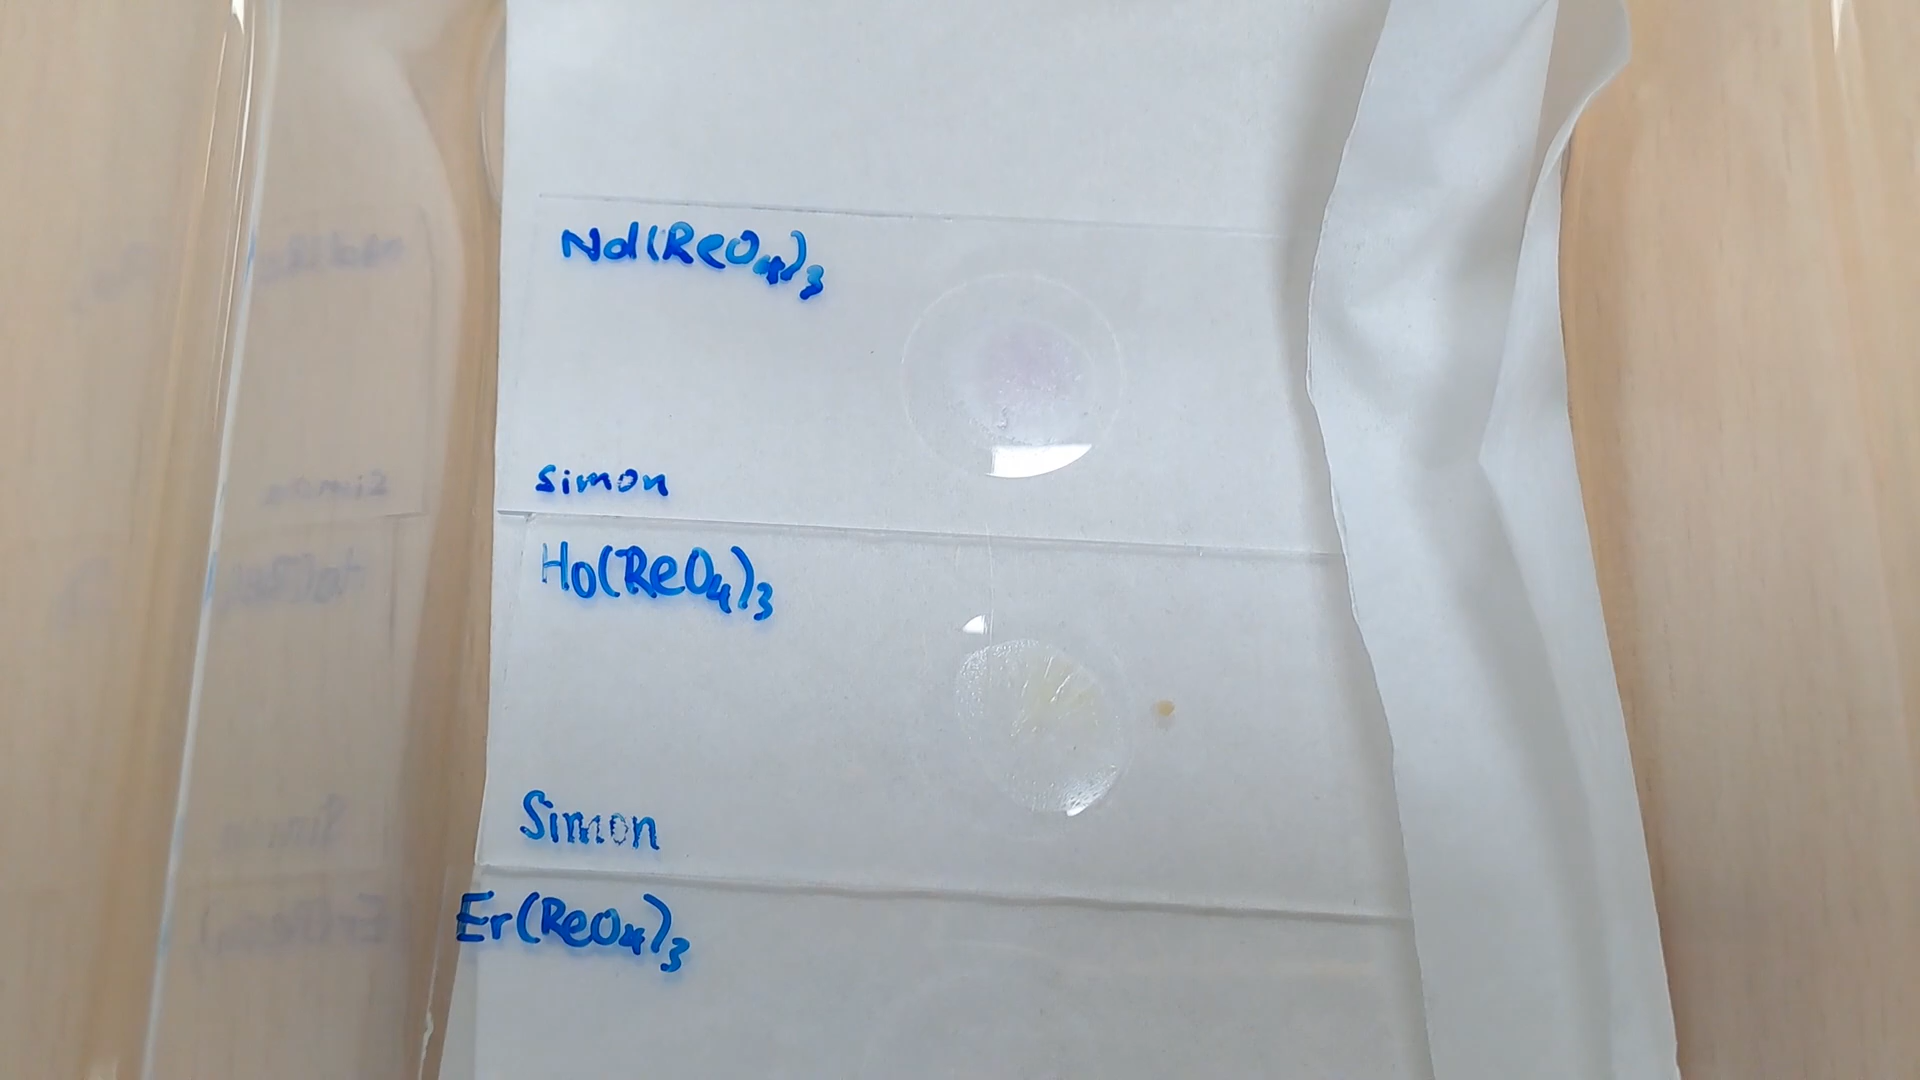 Nd(ReO₄)₃
simon
Ho(ReO₄)₃
Simon
Er(ReO₄)₃